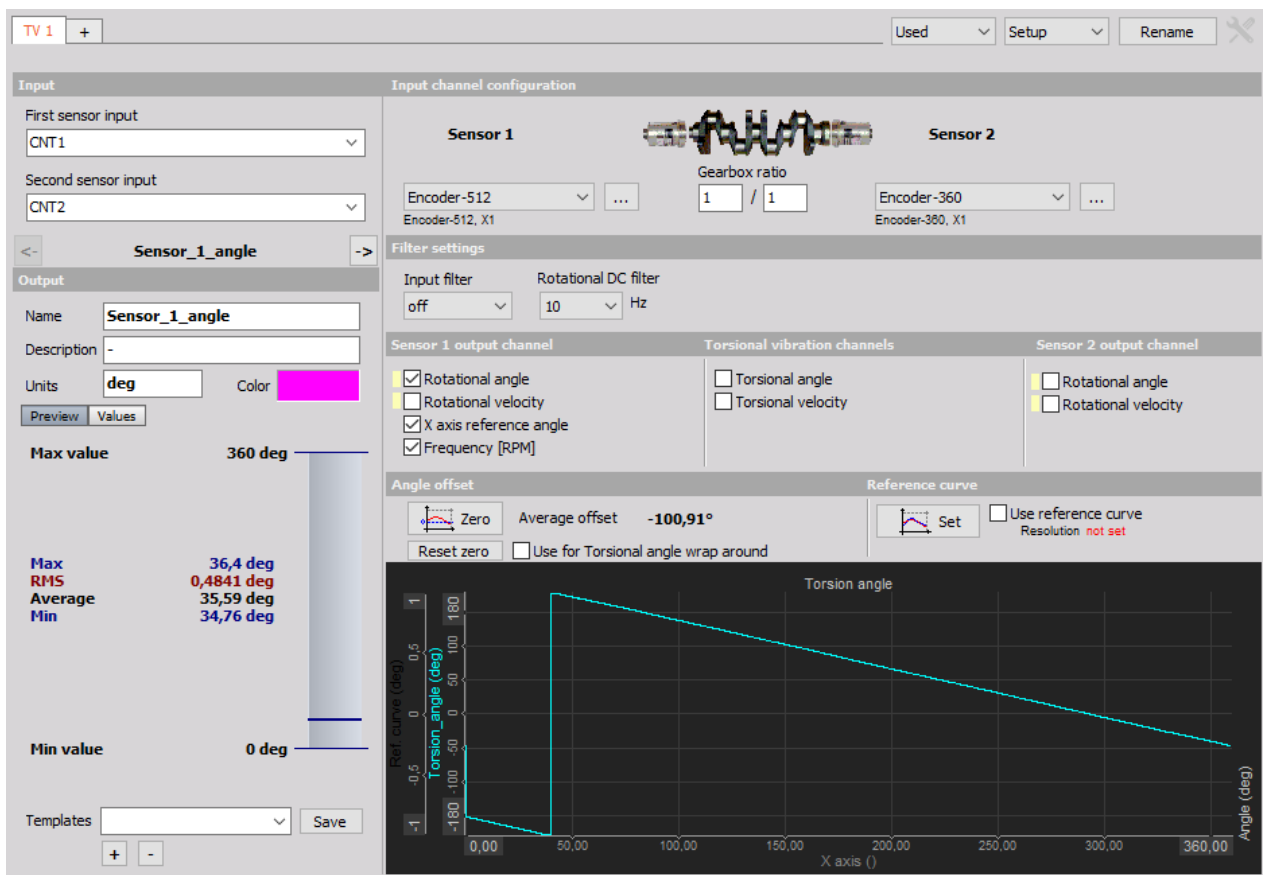 TV 1 + Used Setup Rename
Input
First sensor input
CNT1
Second sensor input
CNT2
<- Sensor_1_angle ->
Output
Name Sensor_1_angle
Description -
Units deg Color
Preview Values
Max value 360 deg
Max 36,4 deg
RMS 0,4841 deg
Average 35,59 deg
Min 34,76 deg
Min value 0 deg
Templates Save
+ -
Input channel configuration
Sensor 1 Sensor 2
Gearbox ratio
Encoder-512 ... 1 / 1 Encoder-360 ...
Encoder-512, X1 Encoder-360, X1
Filter settings
Input filter Rotational DC filter
off 10 Hz
Sensor 1 output channel Torsional vibration channels Sensor 2 output channel
Rotational angle Torsional angle Rotational angle
Rotational velocity Torsional velocity Rotational velocity
X axis reference angle
Frequency [RPM]
Angle offset Reference curve
Zero Average offset -100,91° Set Use reference curve
Resolution not set
Reset zero Use for Torsional angle wrap around
Torsion angle
Ref. curve (deg)
1
0,5
0
-0,5
-1
Torsion_angle (deg)
180
100
50
0
-50
-100
-180
0,00 50,00 100,00 150,00 200,00 250,00 300,00 360,00
X axis ()
Angle (deg)